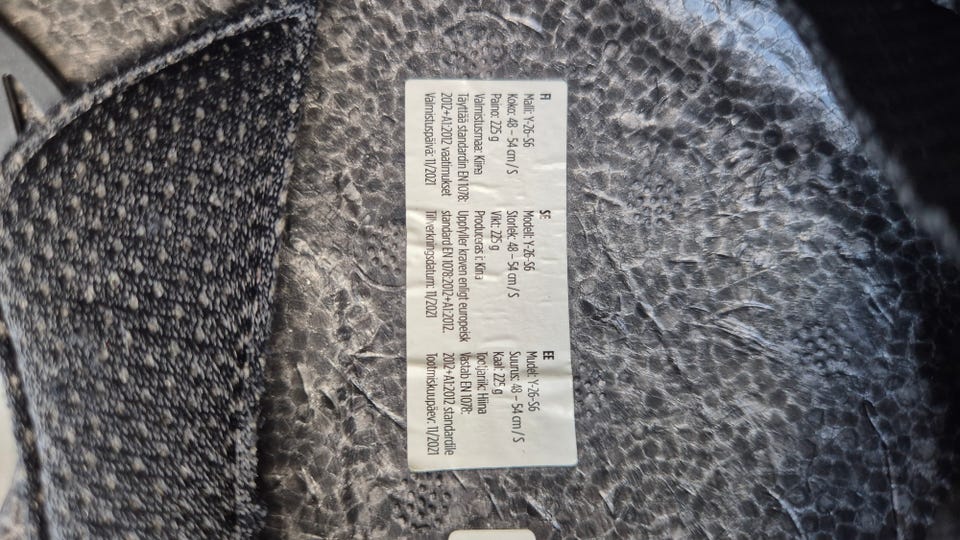 FI
Malli: Y-26-S6
Koko: 48 – 54 cm / S
Paino: 225 g
Valmistusmaa: Kiina
Täyttää standardin EN 1078:
2012+A1:2012 vaatimukset
Valmistuspäivä: 11/2021
SE
Modell: Y-26-S6
Storlek: 48 – 54 cm / S
Vikt: 225 g
Produceras i: Kina
Uppfyller kraven enligt europeisk
standard EN 1078:2012+A1:2012.
Tillverkningsdatum: 11/2021
EE
Mudel: Y-26-S6
Suurus: 48 – 54 cm / S
Kaal: 225 g
Tootjariik: Hiina
Vastab EN 1078:
2012+A1:2012 standardile
Tootmiskuupäev: 11/2021